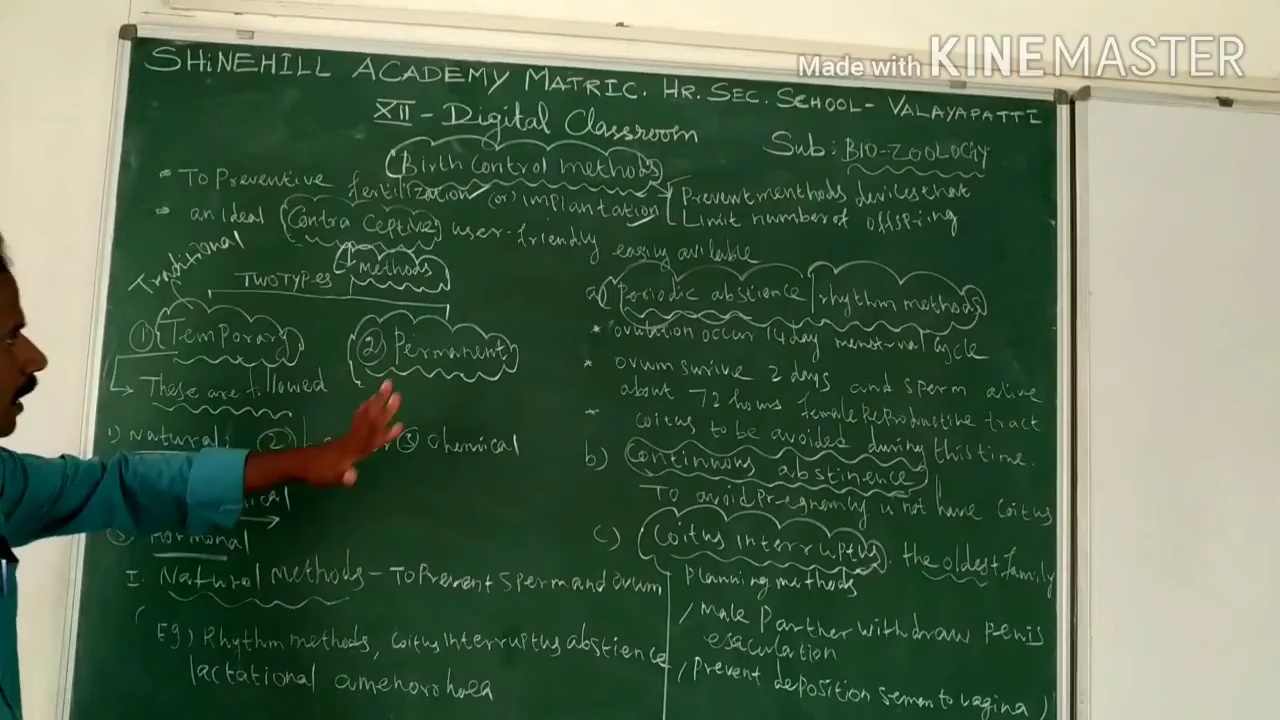 Made with KINEMASTER
SHiNEHILL ACADEMY MATRIC. HR. SEC. SCHOOL - VALAYAPATTI
XII - Digital Classroom
Sub: BIO-ZOOLOGY
Birth control methods
* To Preventive fertilization (or) implantation
Prevent menthods devices that
Limit number of offspring
* an ideal Contra ceptive user-friendly easily available
Traditional
TWO TYPES methods
① Temporary ② Permanent
These are followed
1) Natural ② ③ Chemical
Hormonal
I. Natural methods - To Prevent sperm and ovum
Eg) Rhythm methods, coitus interruptus abstience
lactational amenorrhoea
a) Periodic abstience / rhythm methods
* ovulation occur 14 day menstrual cycle
* ovum survive 2 days and sperm alive
about 72 hours female Reproductive tract
* coitus to be avoided during this time.
b) Continuous abstinence
To avoid Pregnency is not have coitus
c) Coitus interruptus. the oldest family
Planning methods
/ Male Partner withdraw penis
esaculation
/ Prevent deposition semen to vagina